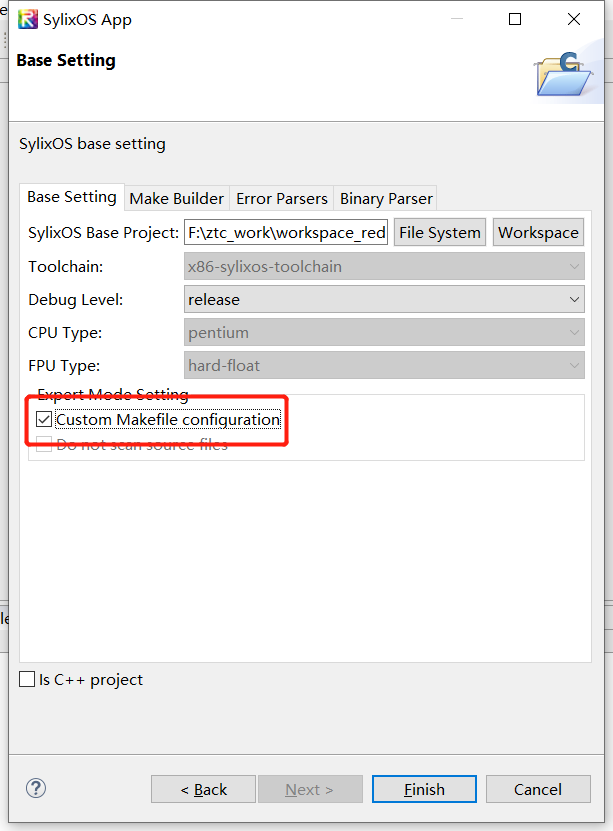 SylixOS App
Base Setting
SylixOS base setting
Base Setting Make Builder Error Parsers Binary Parser
SylixOS Base Project: F:\ztc_work\workspace_red File System Workspace
Toolchain: x86-sylixos-toolchain
Debug Level: release
CPU Type: pentium
FPU Type: hard-float
Expert Mode Setting
Custom Makefile configuration
Do not scan source files
Is C++ project
< Back Next > Finish Cancel